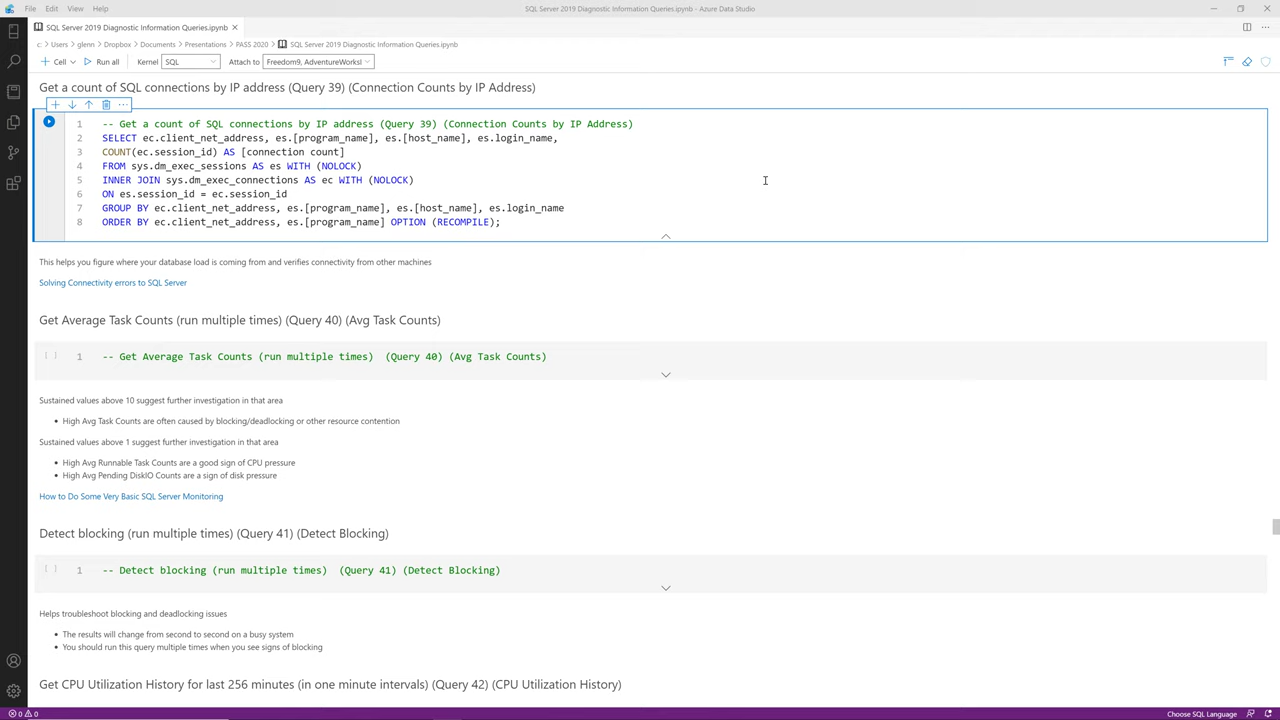 File Edit View Help
SQL Server 2019 Diagnostic Information Queries.ipynb - Azure Data Studio
SQL Server 2019 Diagnostic Information Queries.ipynb
c: > Users > glenn > Dropbox > Documents > Presentations > PASS 2020 > SQL Server 2019 Diagnostic Information Queries.ipynb
+ Cell Run all Kernel SQL Attach to Freedom9, AdventureWorksl
Get a count of SQL connections by IP address (Query 39) (Connection Counts by IP Address)
1 -- Get a count of SQL connections by IP address (Query 39) (Connection Counts by IP Address)
2 SELECT ec.client_net_address, es.[program_name], es.[host_name], es.login_name,
3 COUNT(ec.session_id) AS [connection count]
4 FROM sys.dm_exec_sessions AS es WITH (NOLOCK)
5 INNER JOIN sys.dm_exec_connections AS ec WITH (NOLOCK)
6 ON es.session_id = ec.session_id
7 GROUP BY ec.client_net_address, es.[program_name], es.[host_name], es.login_name
8 ORDER BY ec.client_net_address, es.[program_name] OPTION (RECOMPILE);
This helps you figure where your database load is coming from and verifies connectivity from other machines
Solving Connectivity errors to SQL Server
Get Average Task Counts (run multiple times) (Query 40) (Avg Task Counts)
[ ] 1 -- Get Average Task Counts (run multiple times) (Query 40) (Avg Task Counts)
Sustained values above 10 suggest further investigation in that area
• High Avg Task Counts are often caused by blocking/deadlocking or other resource contention
Sustained values above 1 suggest further investigation in that area
• High Avg Runnable Task Counts are a good sign of CPU pressure
• High Avg Pending DiskIO Counts are a sign of disk pressure
How to Do Some Very Basic SQL Server Monitoring
Detect blocking (run multiple times) (Query 41) (Detect Blocking)
[ ] 1 -- Detect blocking (run multiple times) (Query 41) (Detect Blocking)
Helps troubleshoot blocking and deadlocking issues
• The results will change from second to second on a busy system
• You should run this query multiple times when you see signs of blocking
Get CPU Utilization History for last 256 minutes (in one minute intervals) (Query 42) (CPU Utilization History)
0 0
Choose SQL Language